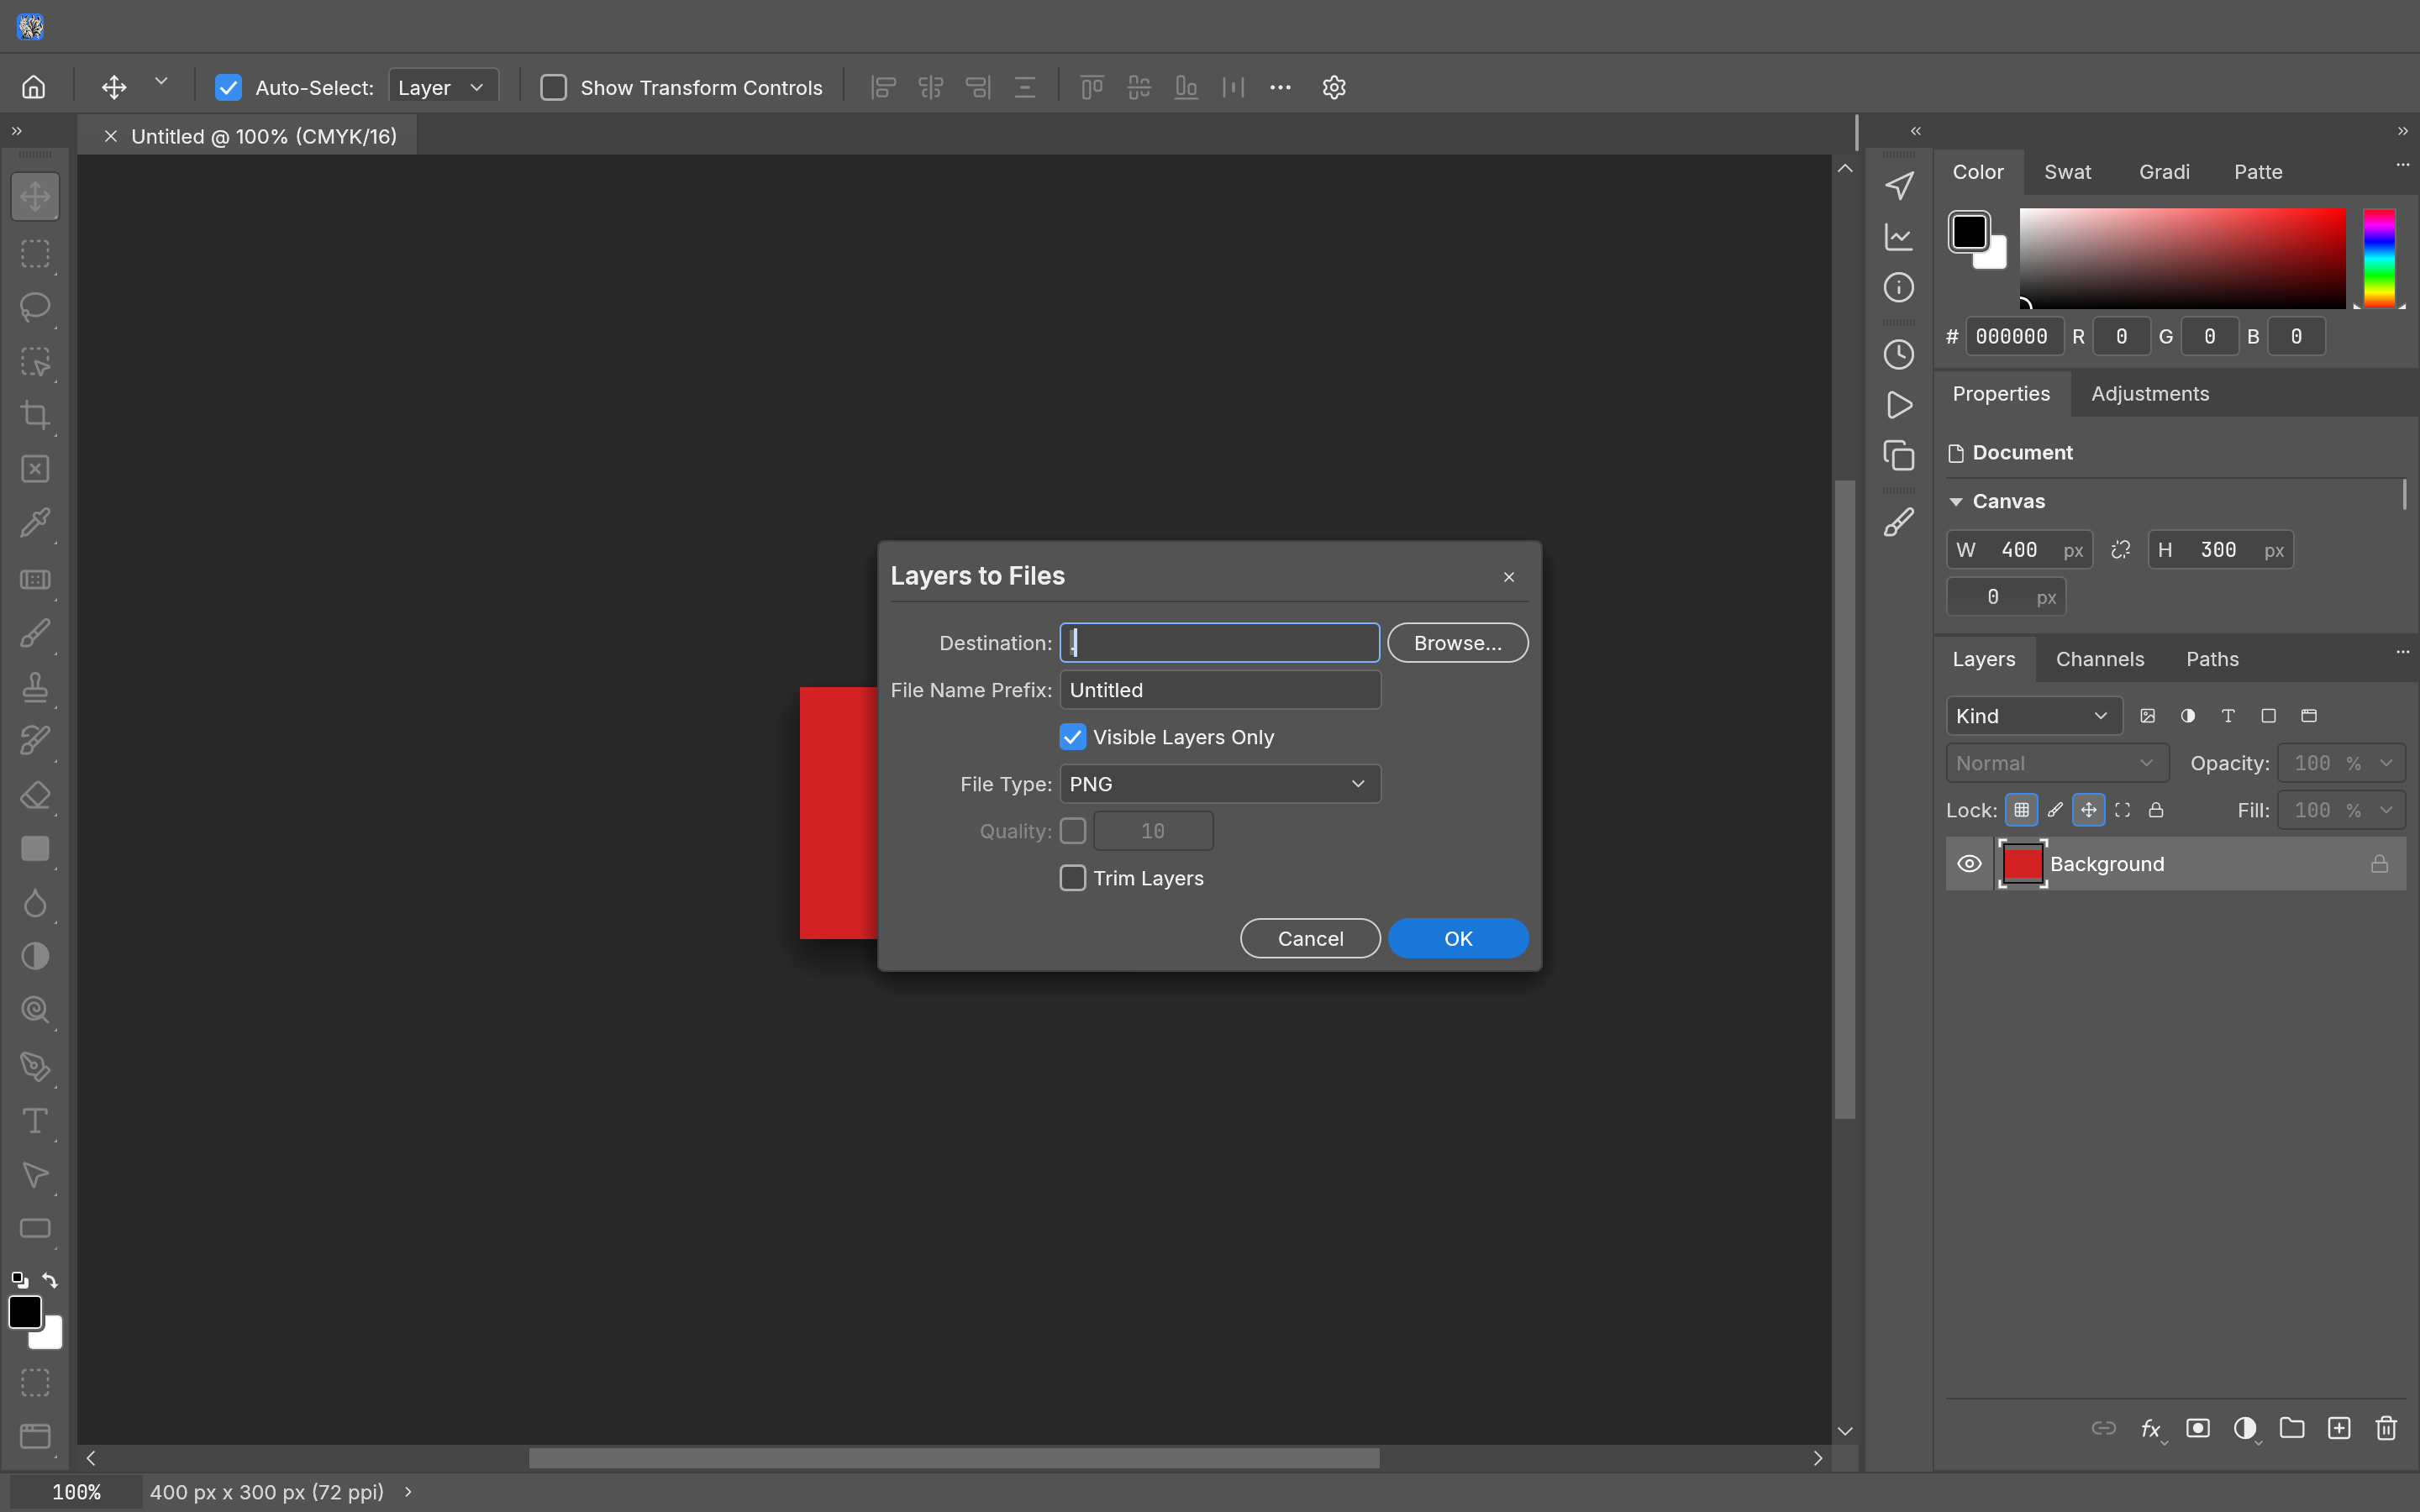 Auto-Select: Layer Show Transform Controls
Untitled @ 100% (CMYK/16)
Color Swat Gradi Patte
# 000000 R 0 G 0 B 0
Properties Adjustments
Document
Canvas
W 400 px H 300 px
0 px
Layers to Files
Destination: . Browse...
File Name Prefix: Untitled
Visible Layers Only
File Type: PNG
Quality: 10
Trim Layers
Cancel OK
Layers Channels Paths
Kind
Normal Opacity: 100 %
Lock: Fill: 100 %
Background
fx
100% 400 px x 300 px (72 ppi)